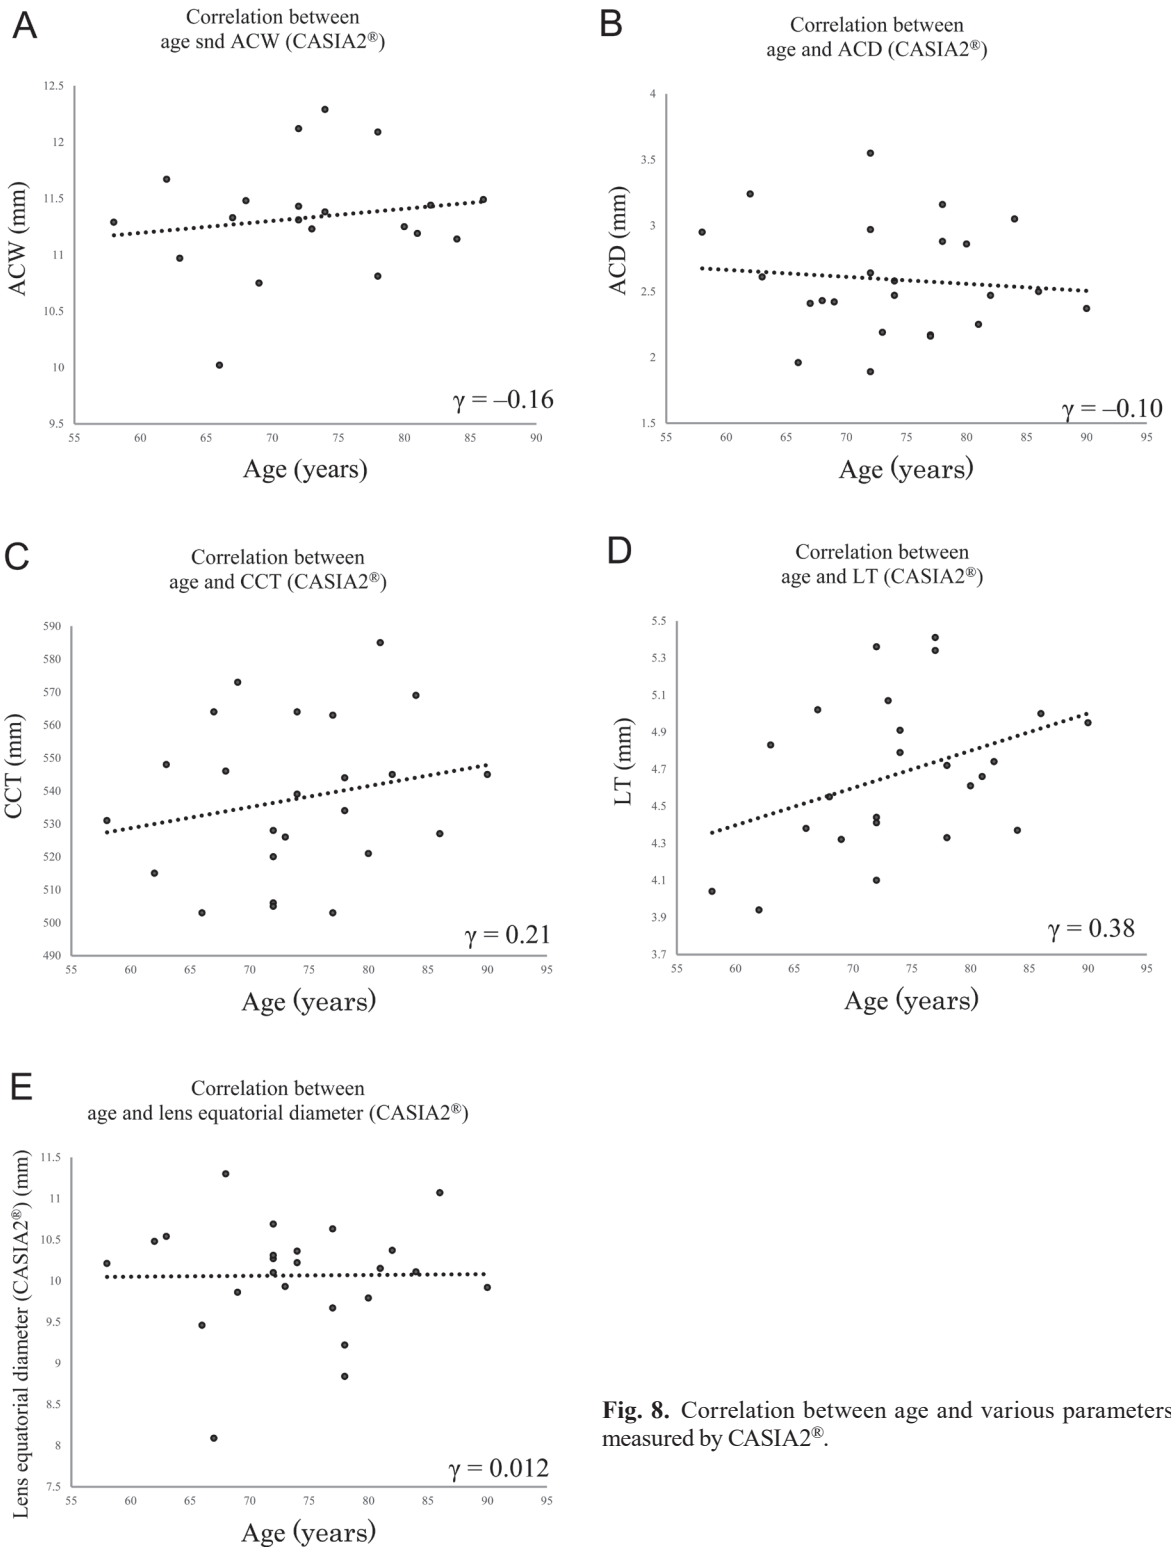 A
Correlation between
age snd ACW (CASIA2®)
12.5
12
11.5
11
10.5
10
9.5
ACW (mm)
γ = –0.16
55 60 65 70 75 80 85 90
Age (years)
B
Correlation between
age and ACD (CASIA2®)
4
3.5
3
2.5
2
1.5
ACD (mm)
γ = –0.10
55 60 65 70 75 80 85 90 95
Age (years)
C
Correlation between
age and CCT (CASIA2®)
590
580
570
560
550
540
530
520
510
500
490
CCT (mm)
γ = 0.21
55 60 65 70 75 80 85 90 95
Age (years)
D
Correlation between
age and LT (CASIA2®)
5.5
5.3
5.1
4.9
4.7
4.5
4.3
4.1
3.9
3.7
LT (mm)
γ = 0.38
55 60 65 70 75 80 85 90 95
Age (years)
E
Correlation between
age and lens equatorial diameter (CASIA2®)
11.5
11
10.5
10
9.5
9
8.5
8
7.5
Lens equatorial diameter (CASIA2®) (mm)
γ = 0.012
55 60 65 70 75 80 85 90 95
Age (years)
Fig. 8. Correlation between age and various parameters
measured by CASIA2®.